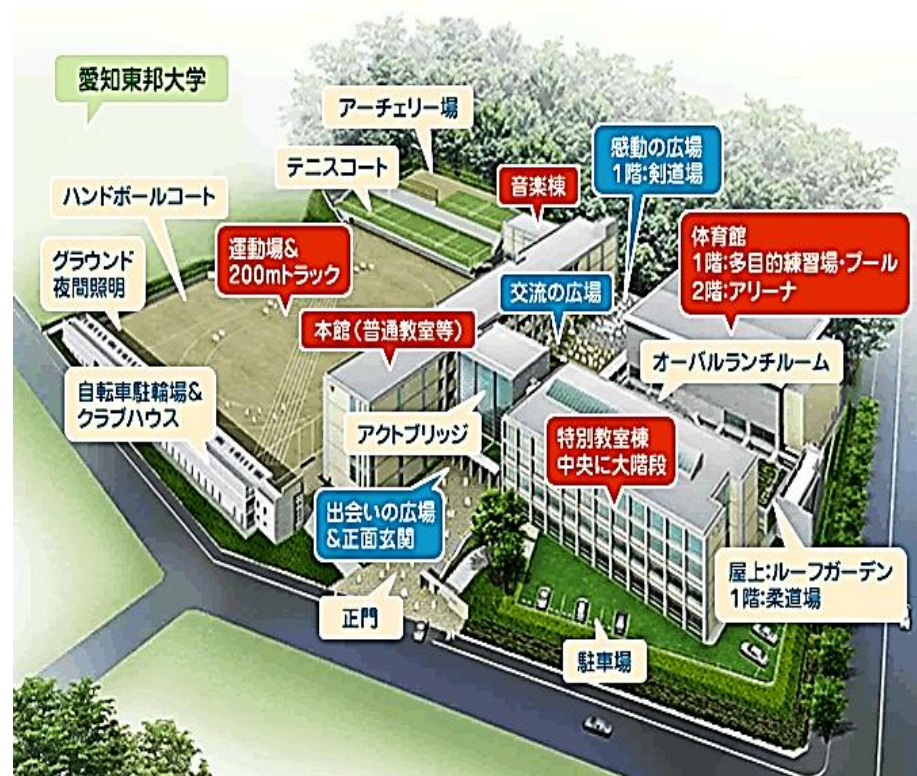 愛知東邦大学
アーチェリー場
テニスコート
ハンドボールコート
グラウンド
夜間照明
運動場&
200mトラック
音楽棟
感動の広場
1階:剣道場
体育館
1階:多目的練習場・プール
2階:アリーナ
交流の広場
本館(普通教室等)
オーバルランチルーム
自転車駐輪場&
クラブハウス
アクトブリッジ
特別教室棟
中央に大階段
出会いの広場
&正面玄関
屋上:ルーフガーデン
1階:柔道場
正門
駐車場